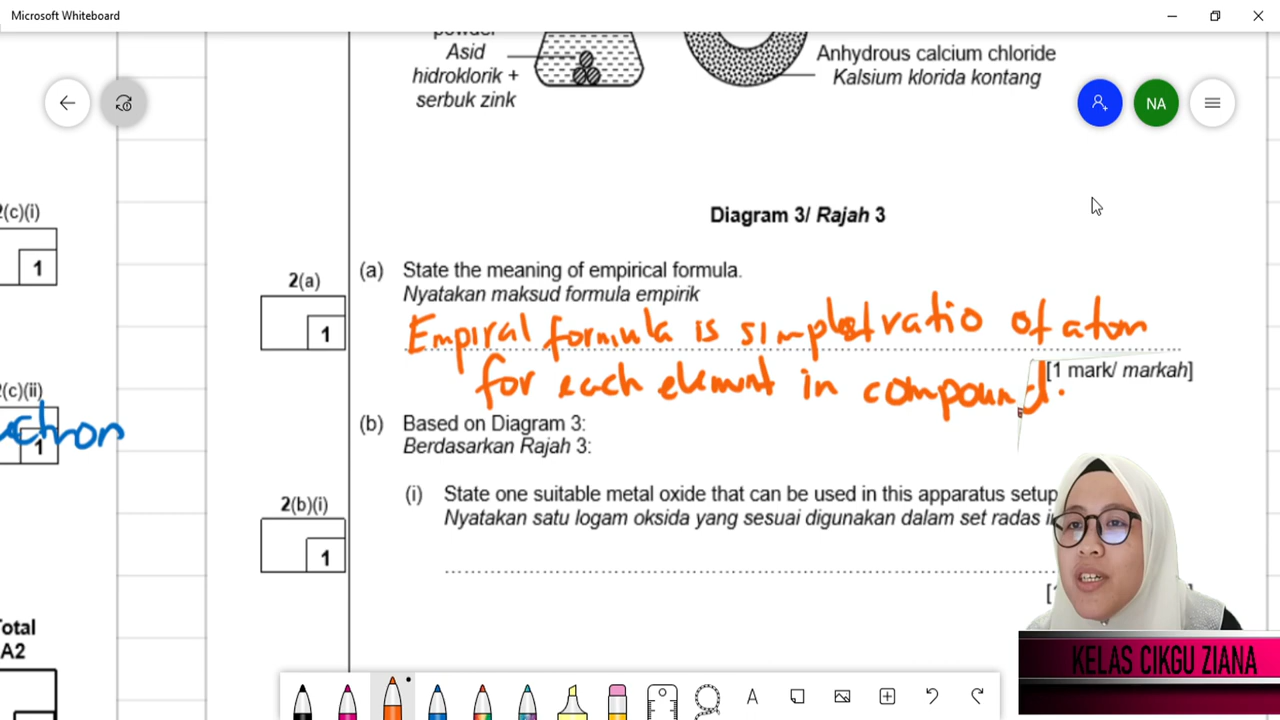 Microsoft Whiteboard
powder
Asid
hidroklorik +
serbuk zink
Anhydrous calcium chloride
Kalsium klorida kontang
NA
Diagram 3/ Rajah 3
2(c)(i)
1
2(a)
1
(a) State the meaning of empirical formula.
Nyatakan maksud formula empirik
Empiral formula is simplest ratio of atom
for each element in compound.
[1 mark/ markah]
2(c)(ii)
1
ctron
(b) Based on Diagram 3:
Berdasarkan Rajah 3:
2(b)(i)
1
(i) State one suitable metal oxide that can be used in this apparatus setup
Nyatakan satu logam oksida yang sesuai digunakan dalam set radas
[
Total
A2
KELAS CIKGU ZIANA
A